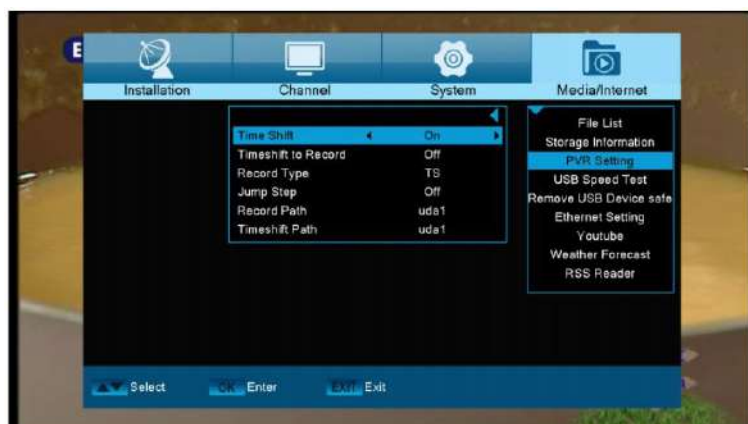 E
Installation
Channel
System
Media/Internet
Time Shift On
Timeshift to Record Off
Record Type TS
Jump Step Off
Record Path uda1
Timeshift Path uda1
File List
Storage Information
PVR Setting
USB Speed Test
Remove USB Device safe
Ethernet Setting
Youtube
Weather Forecast
RSS Reader
Select OK Enter EXIT Exit